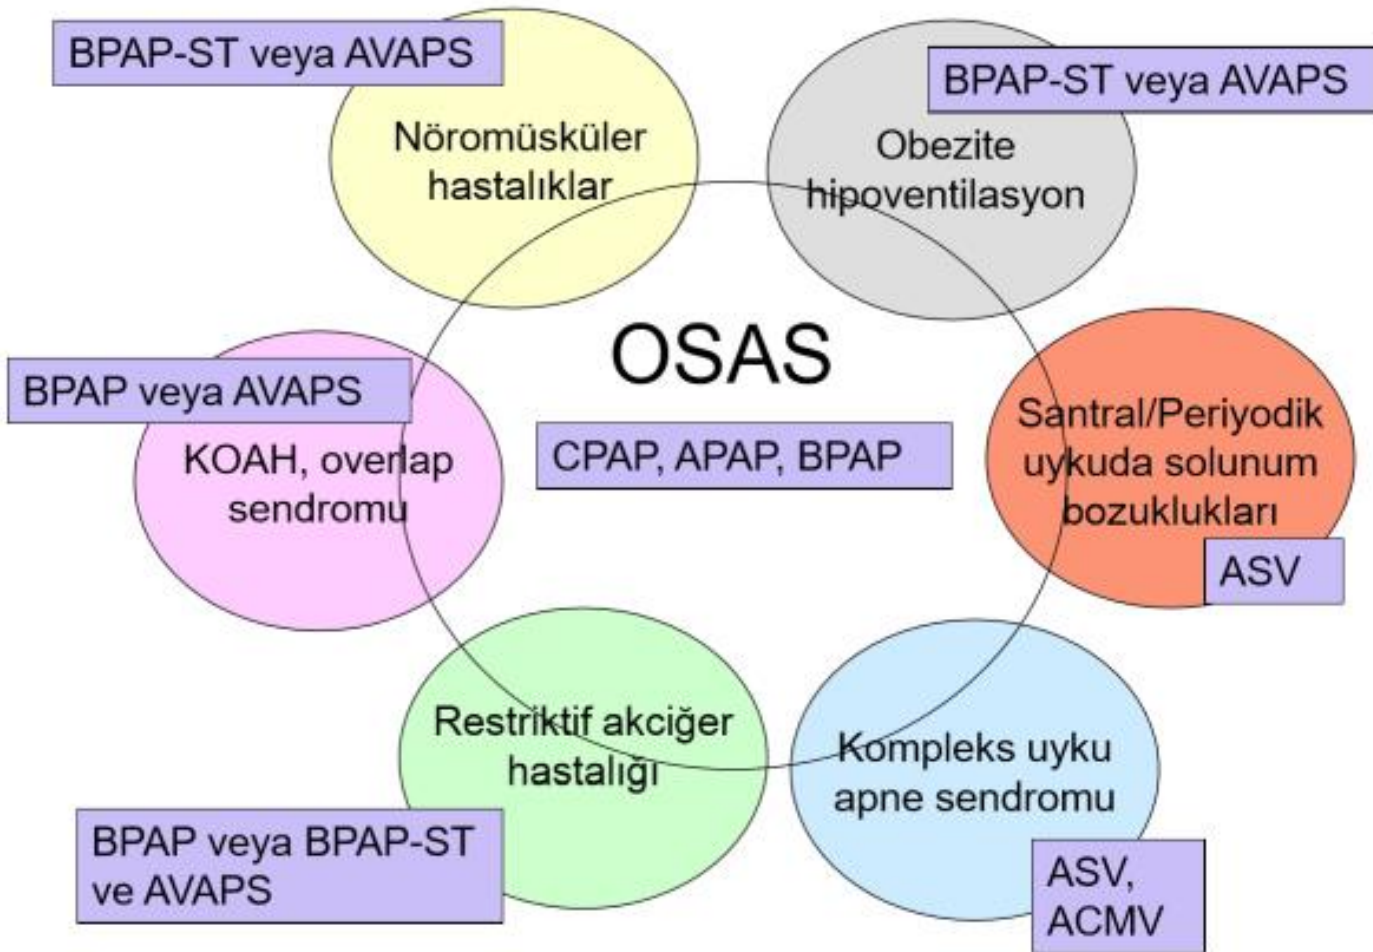 BPAP-ST veya AVAPS
Nöromüsküler
hastalıklar
BPAP-ST veya AVAPS
Obezite
hipoventilasyon
OSAS
CPAP, APAP, BPAP
BPAP veya AVAPS
KOAH, overlap
sendromu
Santral/Periyodik
uykuda solunum
bozuklukları
ASV
Restriktif akciğer
hastalığı
BPAP veya BPAP-ST
ve AVAPS
Kompleks uyku
apne sendromu
ASV,
ACMV